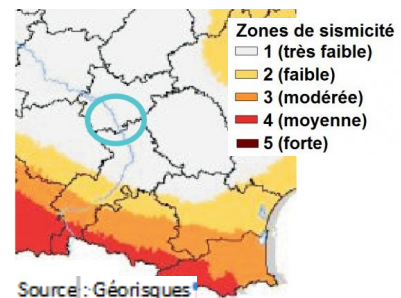 Zones de sismicité
1 (très faible)
2 (faible)
3 (modérée)
4 (moyenne)
5 (forte)
Source : Géorisques